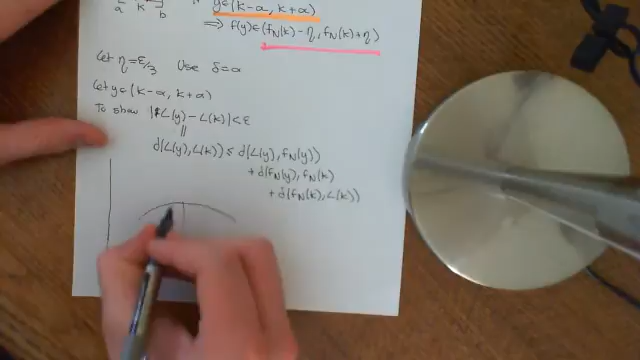 a k b
y∈(k-α, k+α)
⟹ f(y)∈(f_N(k)-η, f_N(k)+η)
Let η=ε/3 Use δ=α
Let y∈(k-α, k+α)
To show |L(y)-L(k)|<ε
||
d(L(y), L(k)) ≤ d(L(y), f_N(y))
+ d(f_N(y), f_N(k)
+ d(f_N(k), L(k))